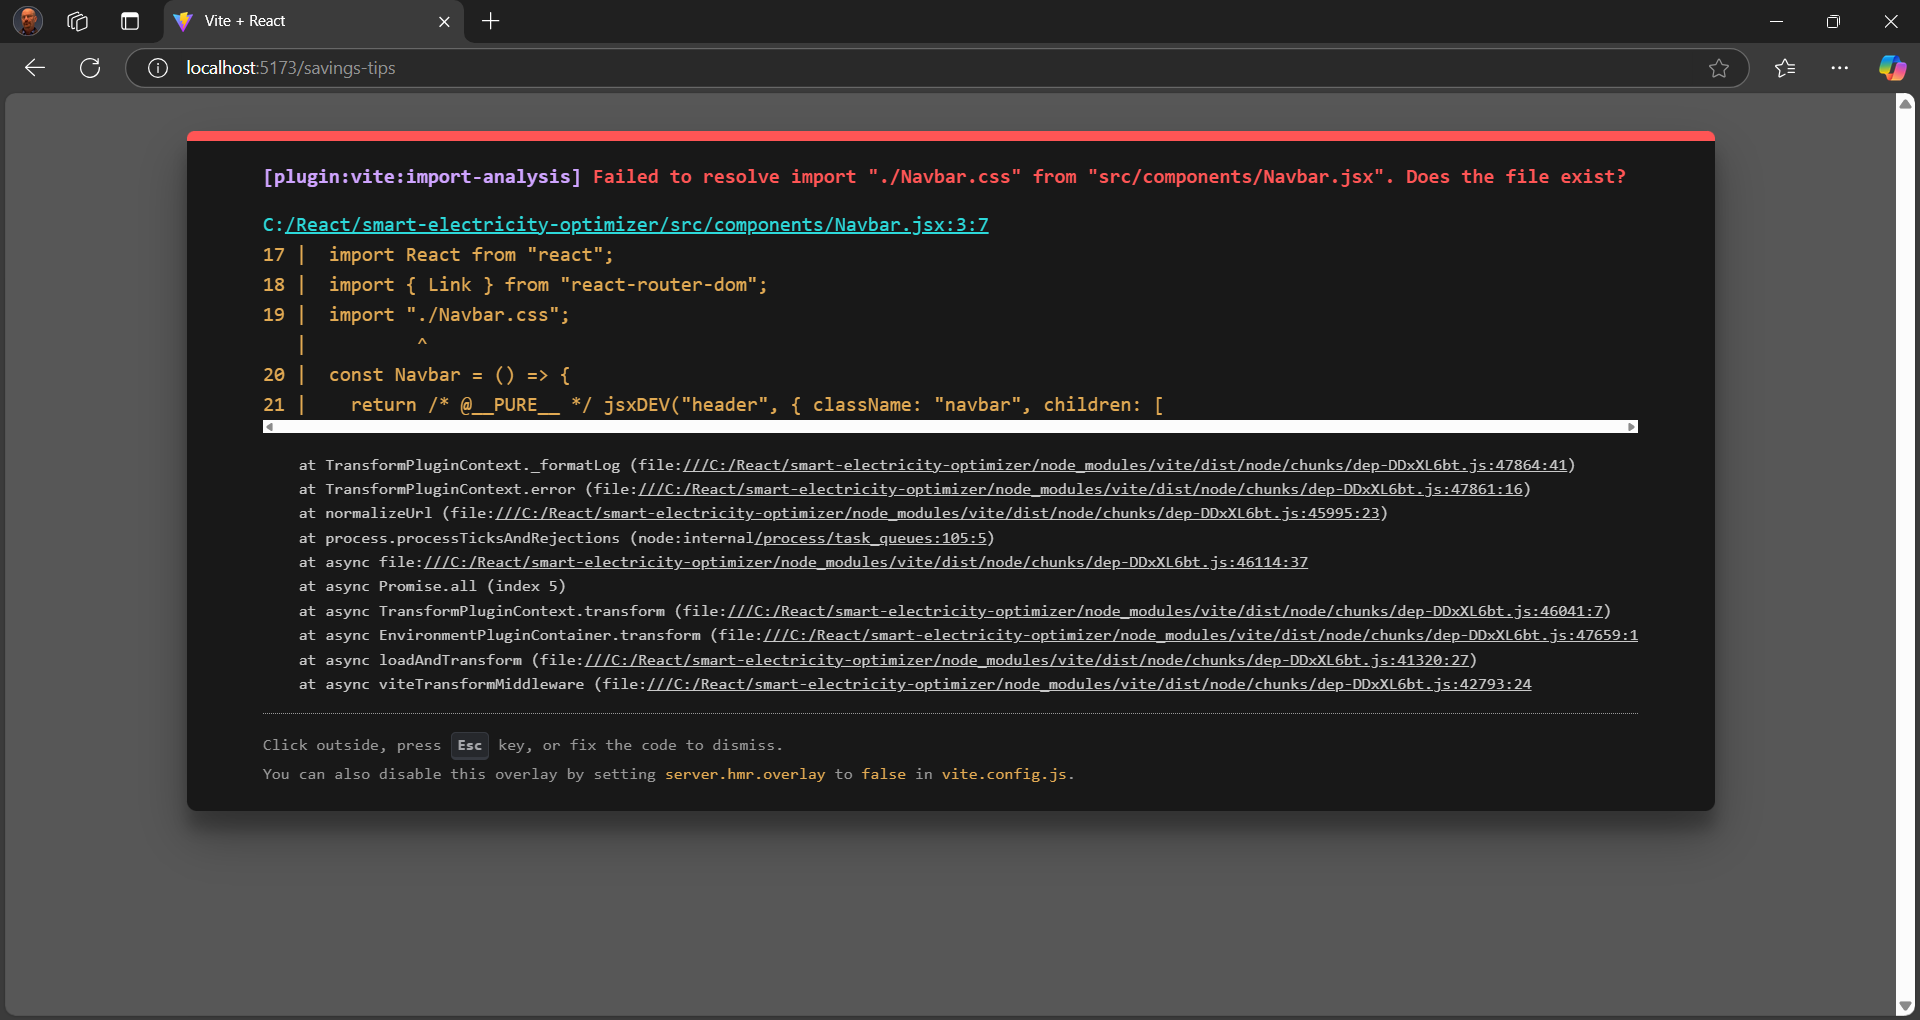 Vite + React
localhost:5173/savings-tips
[plugin:vite:import-analysis] Failed to resolve import "./Navbar.css" from "src/components/Navbar.jsx". Does the file exist?
C:/React/smart-electricity-optimizer/src/components/Navbar.jsx:3:7
17 |  import React from "react";
18 |  import { Link } from "react-router-dom";
19 |  import "./Navbar.css";
   |          ^
20 |  const Navbar = () => {
21 |    return /* @__PURE__ */ jsxDEV("header", { className: "navbar", children: [
at TransformPluginContext._formatLog (file:///C:/React/smart-electricity-optimizer/node_modules/vite/dist/node/chunks/dep-DDxXL6bt.js:47864:41)
at TransformPluginContext.error (file:///C:/React/smart-electricity-optimizer/node_modules/vite/dist/node/chunks/dep-DDxXL6bt.js:47861:16)
at normalizeUrl (file:///C:/React/smart-electricity-optimizer/node_modules/vite/dist/node/chunks/dep-DDxXL6bt.js:45995:23)
at process.processTicksAndRejections (node:internal/process/task_queues:105:5)
at async file:///C:/React/smart-electricity-optimizer/node_modules/vite/dist/node/chunks/dep-DDxXL6bt.js:46114:37
at async Promise.all (index 5)
at async TransformPluginContext.transform (file:///C:/React/smart-electricity-optimizer/node_modules/vite/dist/node/chunks/dep-DDxXL6bt.js:46041:7)
at async EnvironmentPluginContainer.transform (file:///C:/React/smart-electricity-optimizer/node_modules/vite/dist/node/chunks/dep-DDxXL6bt.js:47659:1
at async loadAndTransform (file:///C:/React/smart-electricity-optimizer/node_modules/vite/dist/node/chunks/dep-DDxXL6bt.js:41320:27)
at async viteTransformMiddleware (file:///C:/React/smart-electricity-optimizer/node_modules/vite/dist/node/chunks/dep-DDxXL6bt.js:42793:24
Click outside, press Esc key, or fix the code to dismiss.
You can also disable this overlay by setting server.hmr.overlay to false in vite.config.js.